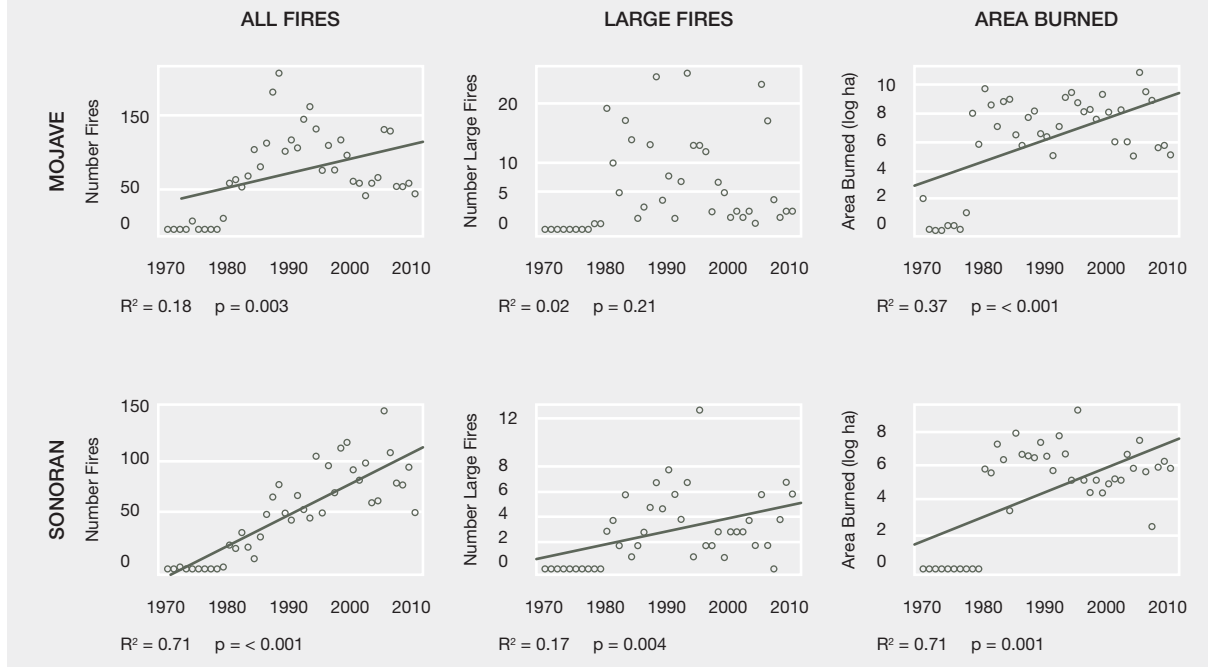 ALL FIRES
LARGE FIRES
AREA BURNED
MOJAVE
Number Fires
150
50
0
1970 1980 1990 2000 2010
R² = 0.18 p = 0.003
Number Large Fires
20
10
5
0
1970 1980 1990 2000 2010
R² = 0.02 p = 0.21
Area Burned (log ha)
10
8
6
4
2
0
1970 1980 1990 2000 2010
R² = 0.37 p = < 0.001
SONORAN
Number Fires
150
100
50
0
1970 1980 1990 2000 2010
R² = 0.71 p = < 0.001
Number Large Fires
12
8
6
4
2
0
1970 1980 1990 2000 2010
R² = 0.17 p = 0.004
Area Burned (log ha)
8
6
4
2
0
1970 1980 1990 2000 2010
R² = 0.71 p = 0.001